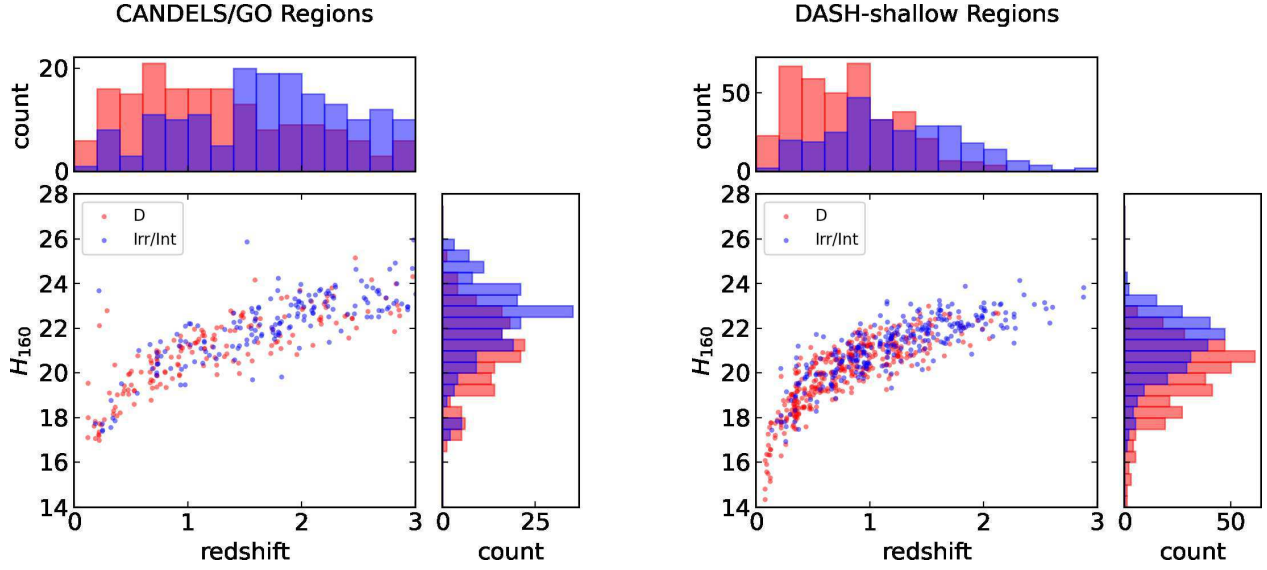 CANDELS/GO Regions
20
count
0
28
26
24
22
20
18
16
14
H160
D
Irr/Int
0 1 2 3
redshift
0 25
count
DASH-shallow Regions
50
count
0
28
26
24
22
20
18
16
14
H160
D
Irr/Int
0 1 2 3
redshift
0 50
count